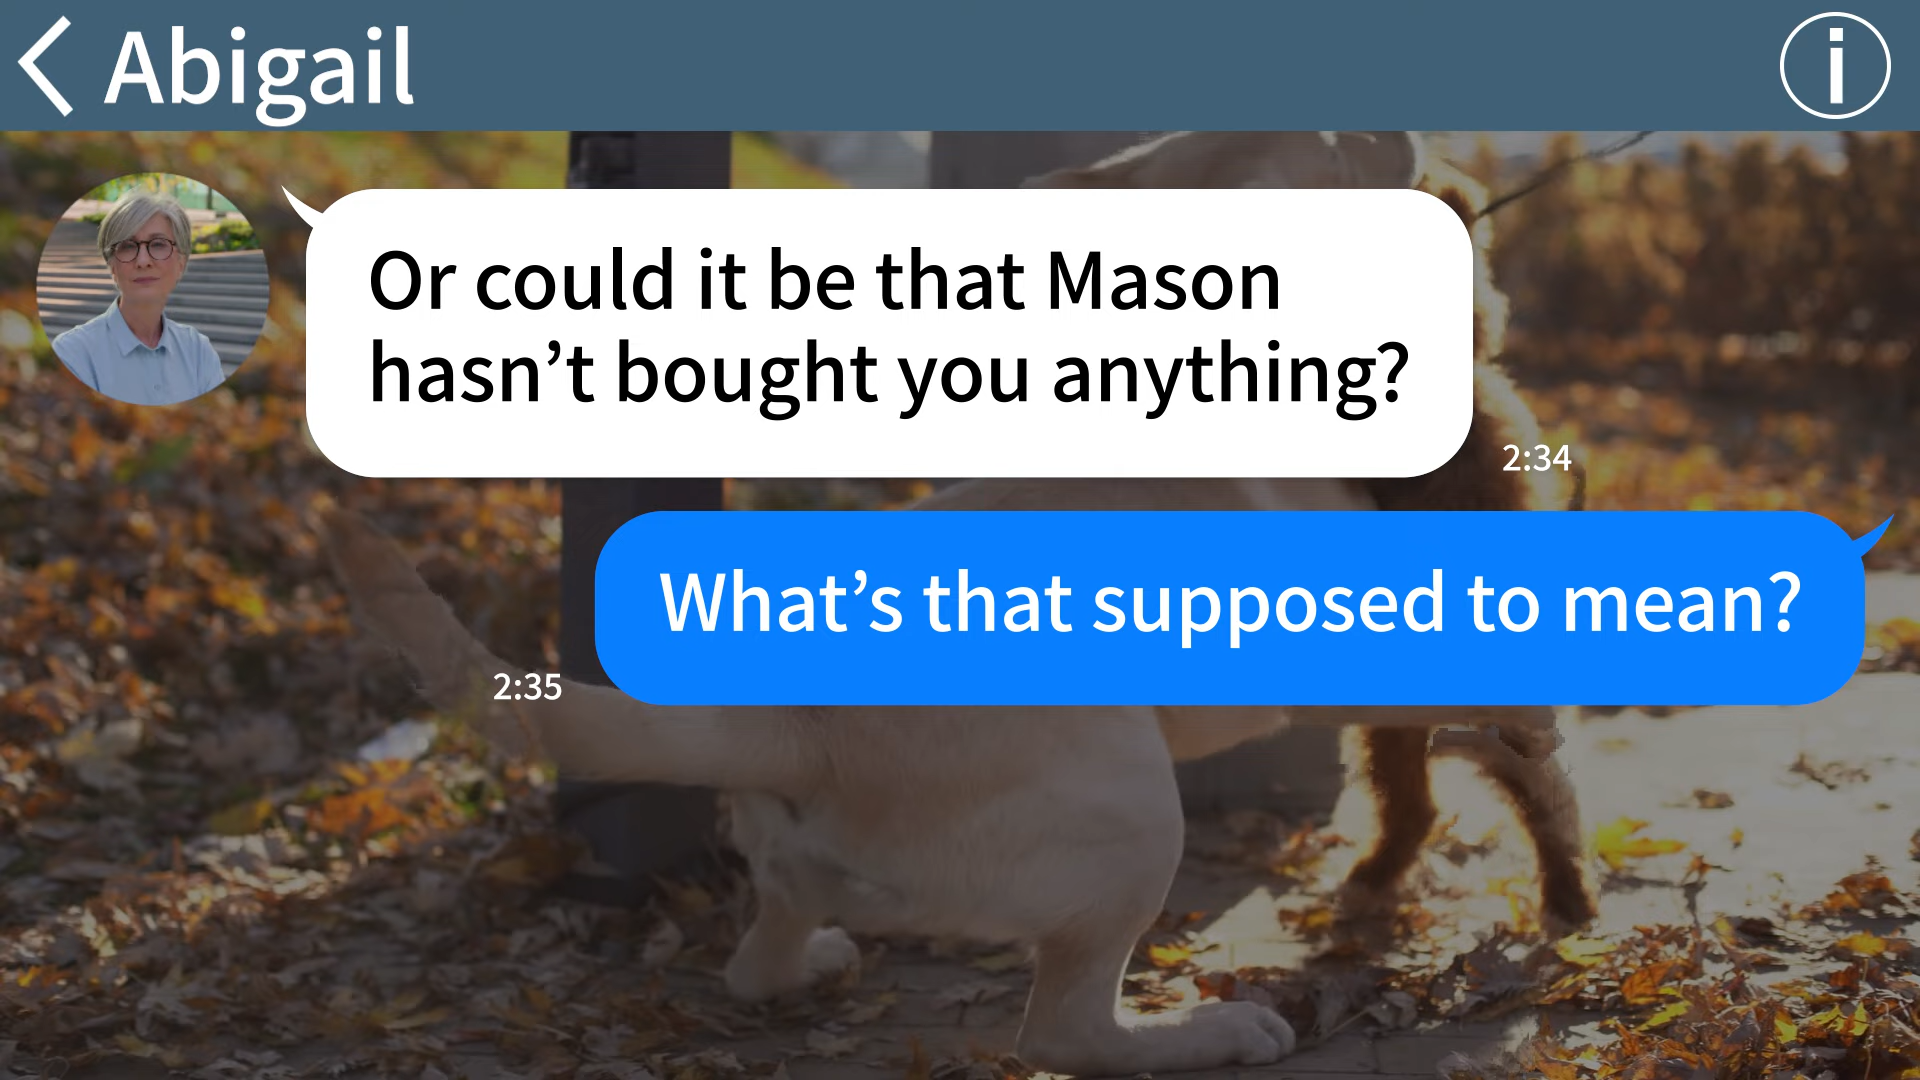 Abigail
Or could it be that Mason
hasn’t bought you anything?
2:34
What’s that supposed to mean?
2:35